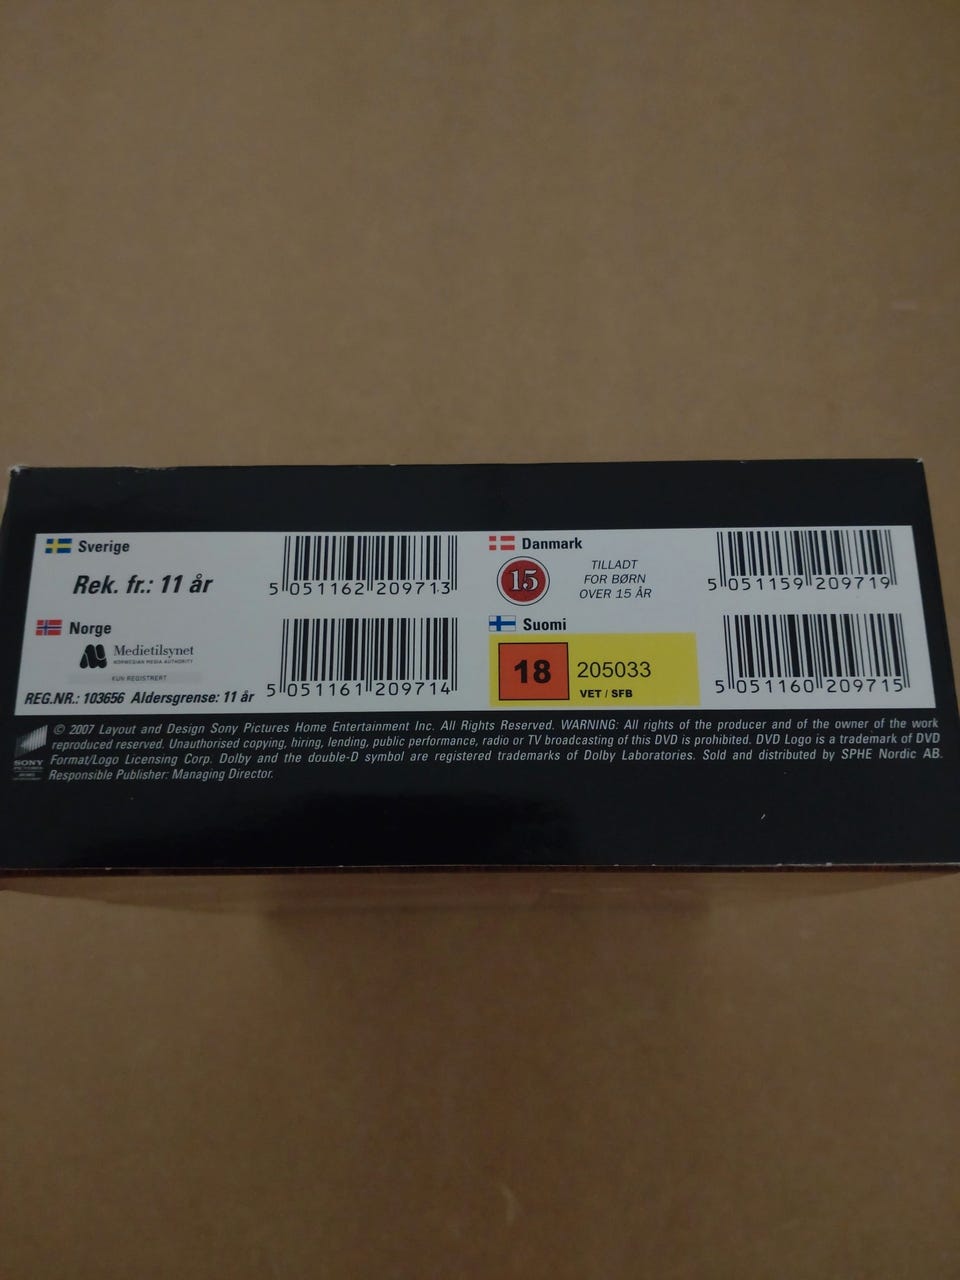 Sverige
Rek. fr.: 11 år
5 051162 209713
Norge
Medietilsynet
NORWEGIAN MEDIA AUTHORITY
KUN REGISTRERT
REG.NR.: 103656 Aldersgrense: 11 år
5 051161 209714
Danmark
15
TILLADT
FOR BØRN
OVER 15 ÅR
5 051159 209719
Suomi
18
205033
VET / SFB
5 051160 209715
© 2007 Layout and Design Sony Pictures Home Entertainment Inc. All Rights Reserved. WARNING: All rights of the producer and of the owner of the work
reproduced reserved. Unauthorised copying, hiring, lending, public performance, radio or TV broadcasting of this DVD is prohibited. DVD Logo is a trademark of DVD
Format/Logo Licensing Corp. Dolby and the double-D symbol are registered trademarks of Dolby Laboratories. Sold and distributed by SPHE Nordic AB.
Responsible Publisher: Managing Director.
SONY
PICTURES